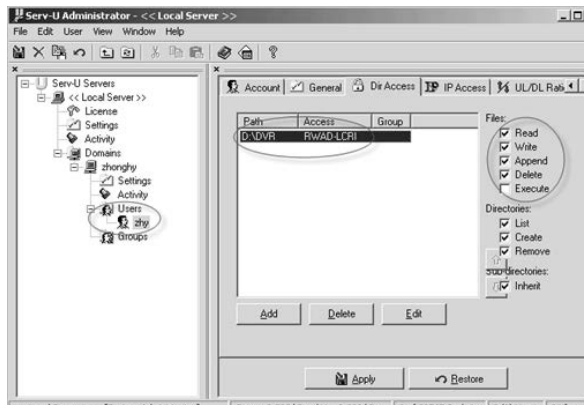 Serv-U Administrator - << Local Server >>
File Edit User View Window Help
Serv-U Servers
<< Local Server >>
License
Settings
Activity
Domains
zhonghy
Settings
Activity
Users
zhy
Groups
Account General Dir Access IP Access UL/DL Rati
Path Access Group
D:\DVR RWAD-LCRI
Files:
Read
Write
Append
Delete
Execute
Directories:
List
Create
Remove
Sub-directories:
Inherit
Add Delete Edit
Apply Restore